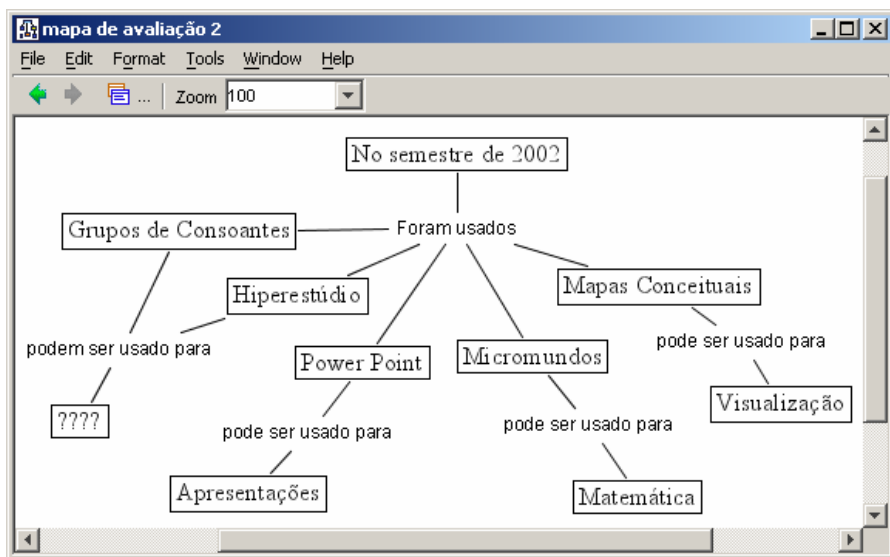 mapa de avaliação 2
File Edit Format Tools Window Help
... Zoom 100
No semestre de 2002
Grupos de Consoantes
Foram usados
Hiperestúdio
Mapas Conceituais
podem ser usado para
Power Point
Micromundos
pode ser usado para
????
pode ser usado para
pode ser usado para
Visualização
Apresentações
Matemática